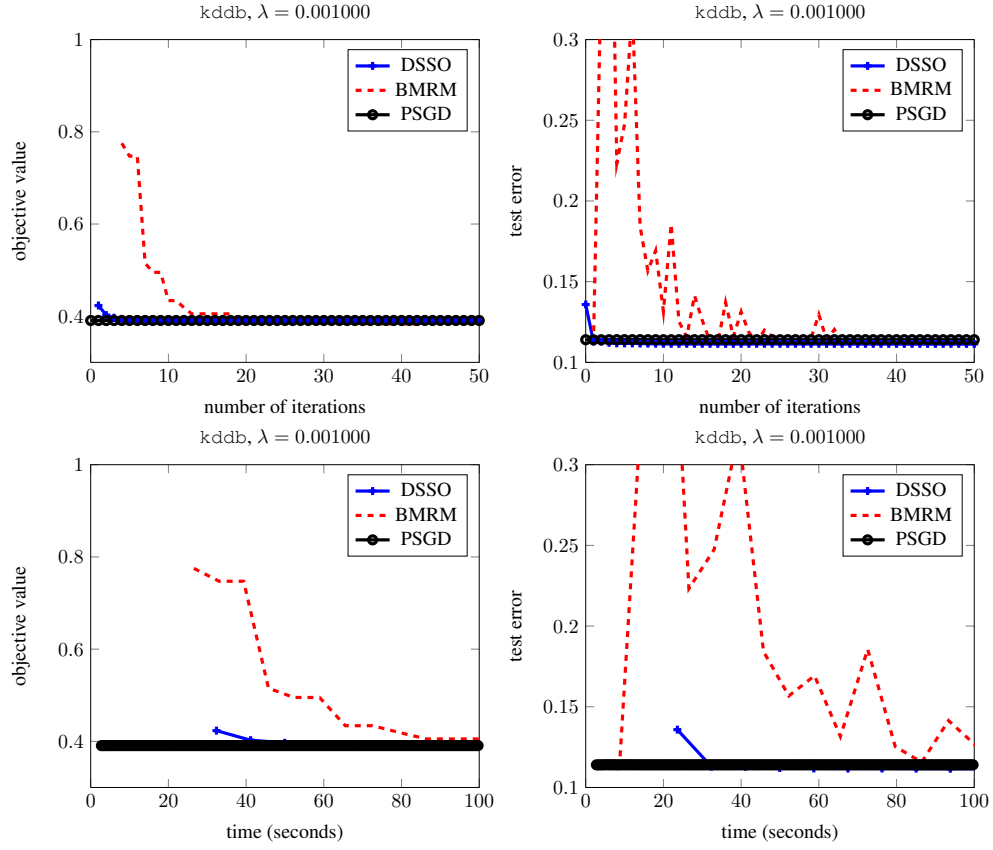 kddb, λ = 0.001000
1
0.8
0.6
0.4
objective value
0 10 20 30 40 50
number of iterations
DSSO
BMRM
PSGD
kddb, λ = 0.001000
0.3
0.25
0.2
0.15
0.1
test error
0 10 20 30 40 50
number of iterations
DSSO
BMRM
PSGD
kddb, λ = 0.001000
1
0.8
0.6
0.4
objective value
0 20 40 60 80 100
time (seconds)
DSSO
BMRM
PSGD
kddb, λ = 0.001000
0.3
0.25
0.2
0.15
0.1
test error
0 20 40 60 80 100
time (seconds)
DSSO
BMRM
PSGD